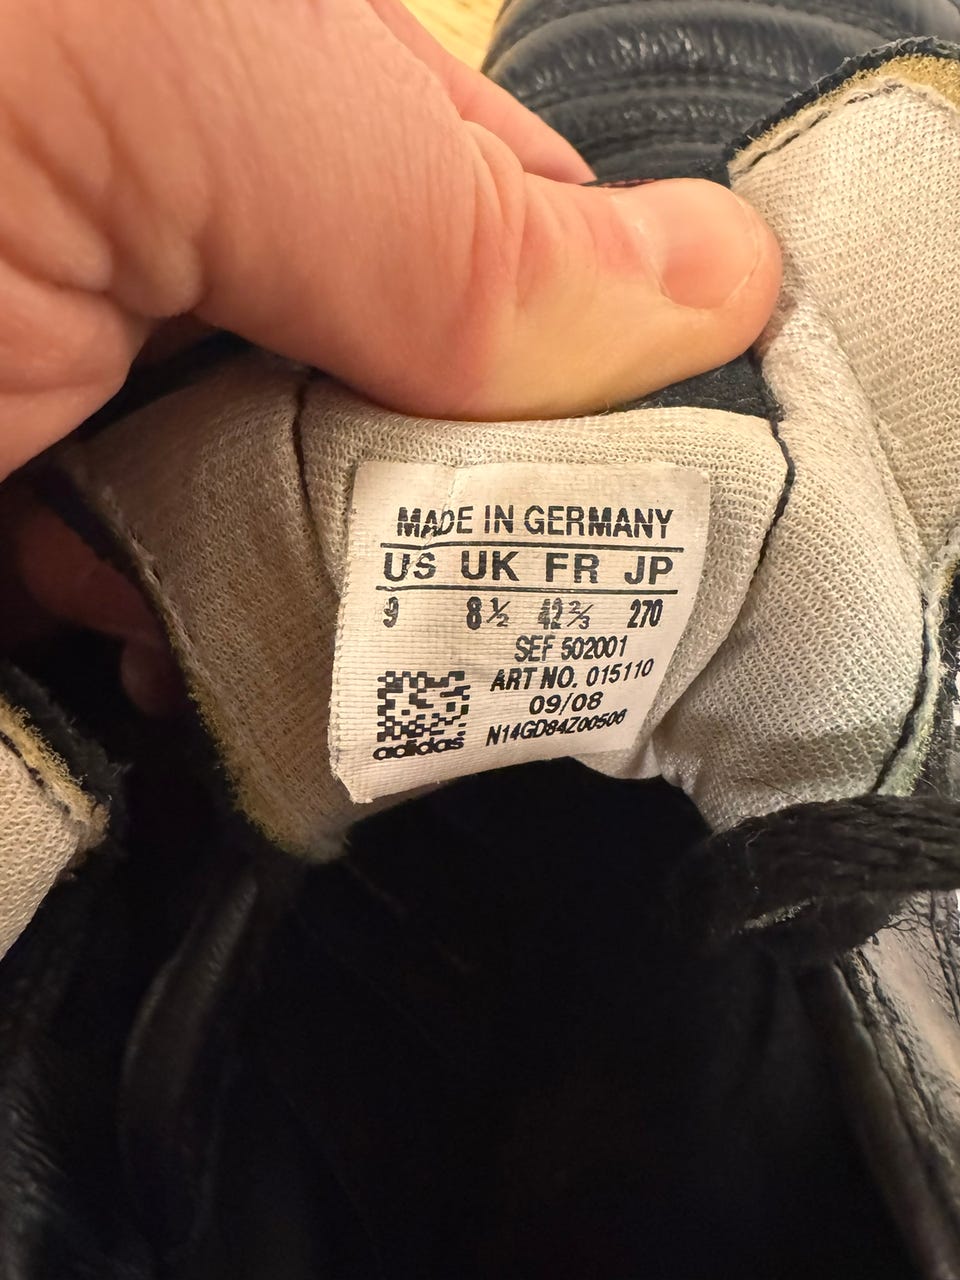 MADE IN GERMANY
US UK FR JP
9 8½ 42⅔ 270
SEF 502001
ART NO. 015110
09/08
adidas N14GD84Z00506